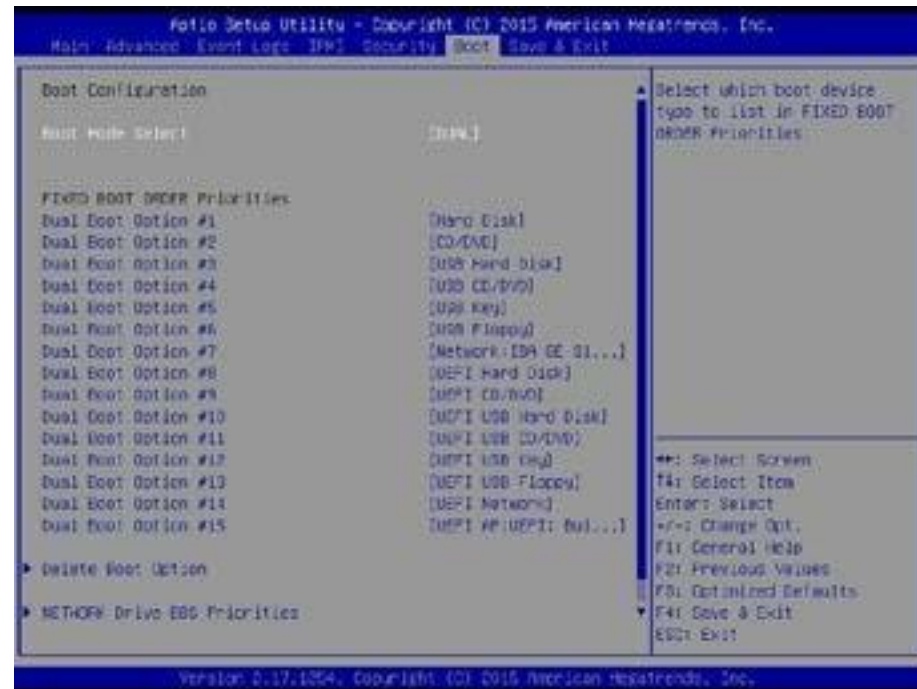 Aptio Setup Utility - Copyright (C) 2015 American Megatrends, Inc.
Main Advanced Event Logs IPMI Security Boot Save & Exit
Boot Configuration
Boot Mode Select [DUAL]
FIXED BOOT ORDER Priorities
Dual Boot Option #1 [Hard Disk]
Dual Boot Option #2 [CD/DVD]
Dual Boot Option #3 [USB Hard Disk]
Dual Boot Option #4 [USB CD/DVD]
Dual Boot Option #5 [USB Key]
Dual Boot Option #6 [USB Floppy]
Dual Boot Option #7 [Network:IBA GE Sl...]
Dual Boot Option #8 [UEFI Hard Disk]
Dual Boot Option #9 [UEFI CD/DVD]
Dual Boot Option #10 [UEFI USB Hard Disk]
Dual Boot Option #11 [UEFI USB CD/DVD]
Dual Boot Option #12 [UEFI USB Key]
Dual Boot Option #13 [UEFI USB Floppy]
Dual Boot Option #14 [UEFI Network]
Dual Boot Option #15 [UEFI AP:UEFI: Bui...]
Delete Boot Option
NETWORK Drive BBS Priorities
Select which boot device
type to list in FIXED BOOT
ORDER Priorities
→←: Select Screen
↑↓: Select Item
Enter: Select
+/-: Change Opt.
F1: General Help
F2: Previous Values
F3: Optimized Defaults
F4: Save & Exit
ESC: Exit
Version 2.17.1254. Copyright (C) 2015 American Megatrends, Inc.